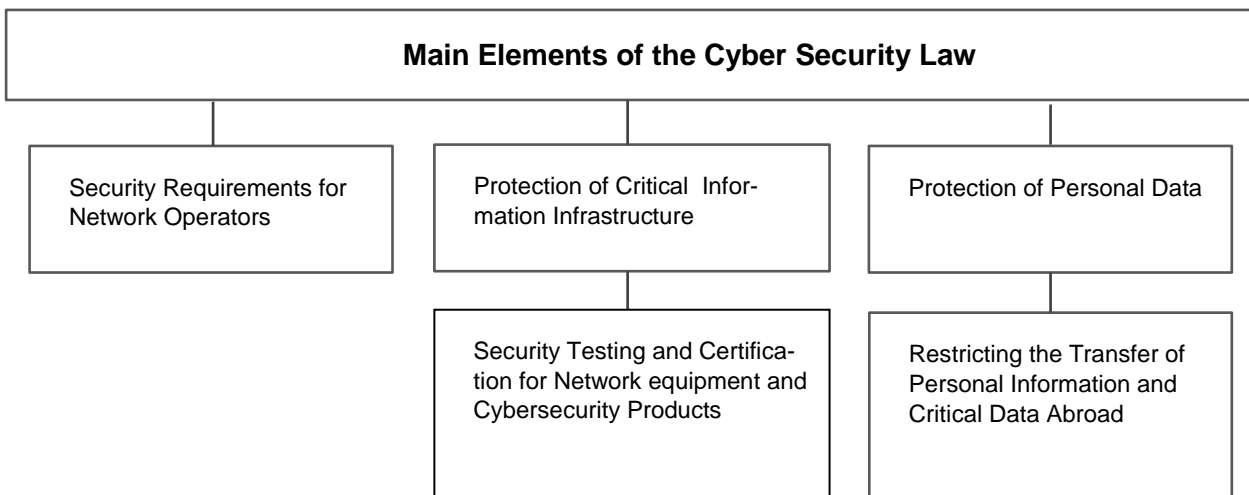 Main Elements of the Cyber Security Law
Security Requirements for
Network Operators
Protection of Critical Infor-
mation Infrastructure
Protection of Personal Data
Security Testing and Certifica-
tion for Network equipment and
Cybersecurity Products
Restricting the Transfer of
Personal Information and
Critical Data Abroad